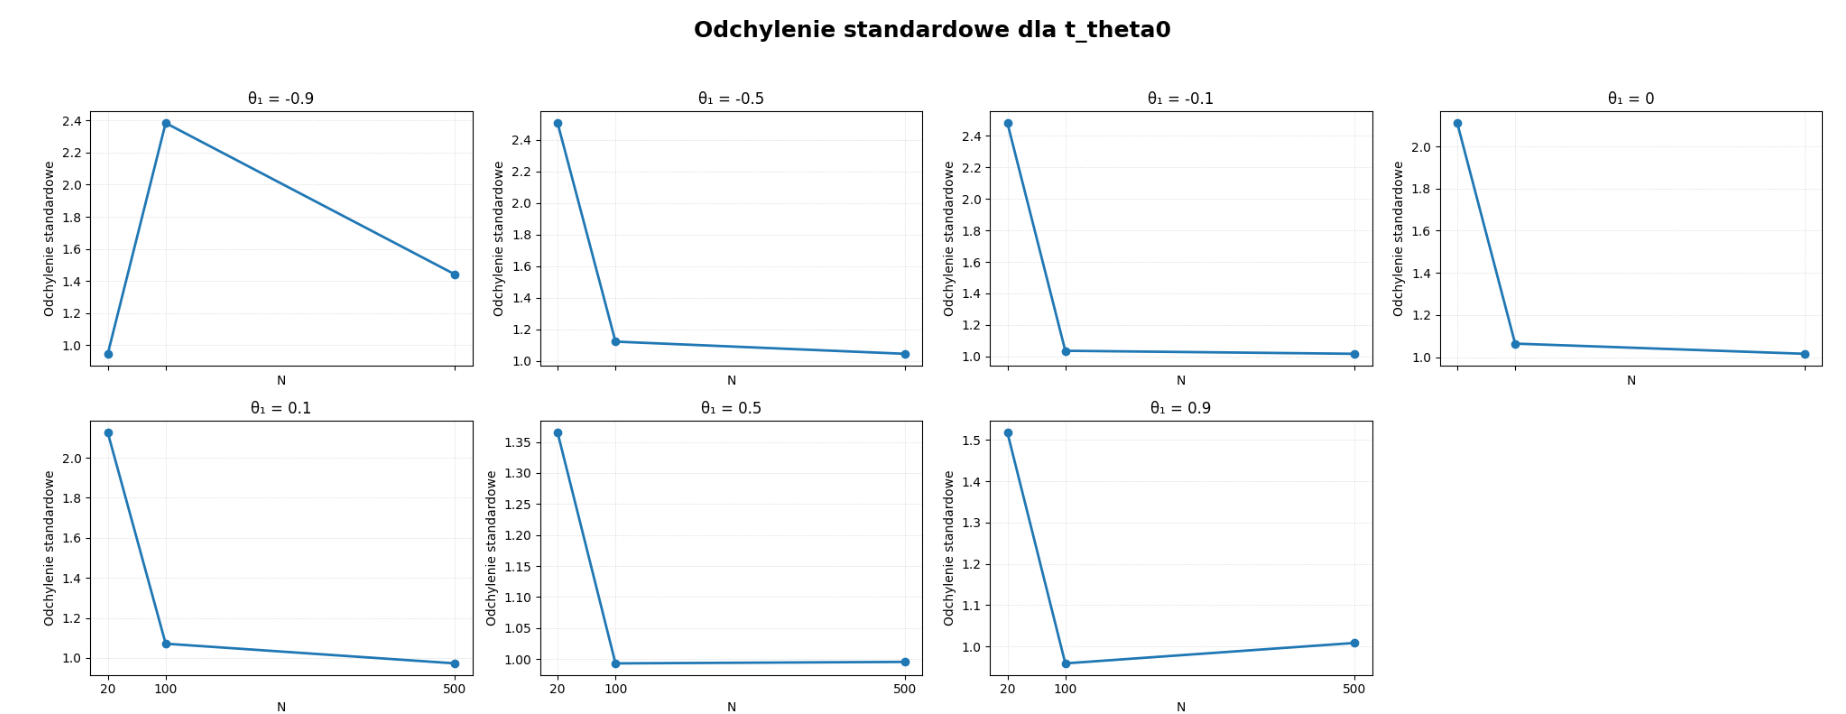 Odchylenie standardowe dla t_theta0
θ₁ = -0.9
Odchylenie standardowe
2.4
2.2
2.0
1.8
1.6
1.4
1.2
1.0
N
θ₁ = -0.5
Odchylenie standardowe
2.4
2.2
2.0
1.8
1.6
1.4
1.2
1.0
N
θ₁ = -0.1
Odchylenie standardowe
2.4
2.2
2.0
1.8
1.6
1.4
1.2
1.0
N
θ₁ = 0
Odchylenie standardowe
2.0
1.8
1.6
1.4
1.2
1.0
N
θ₁ = 0.1
Odchylenie standardowe
2.0
1.8
1.6
1.4
1.2
1.0
20 100 500
N
θ₁ = 0.5
Odchylenie standardowe
1.35
1.30
1.25
1.20
1.15
1.10
1.05
1.00
20 100 500
N
θ₁ = 0.9
Odchylenie standardowe
1.5
1.4
1.3
1.2
1.1
1.0
20 100 500
N